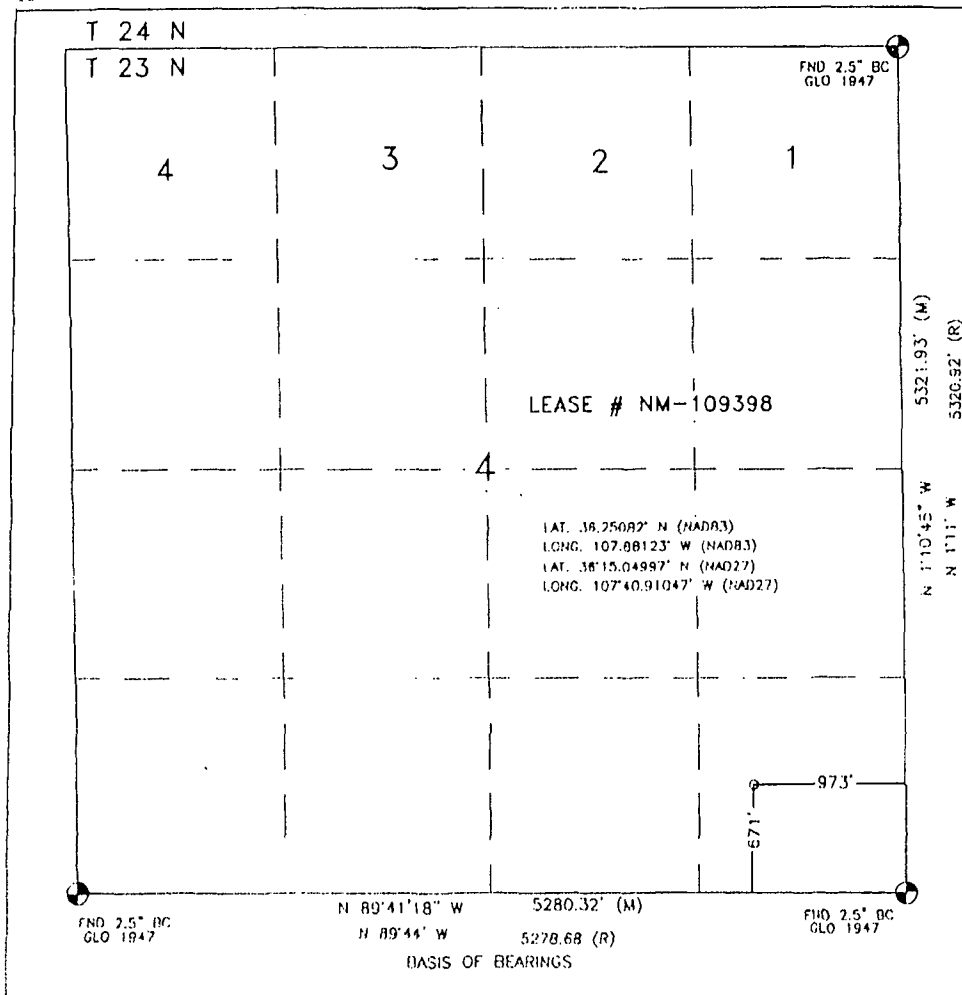 T 24 N
T 23 N
FND 2.5" BC
GLO 1947
4
3
2
1
5321.93' (M)
5320.92' (R)
LEASE # NM-109398
4
LAT. 36.25082° N (NAD83)
LONG. 107.68123° W (NAD83)
LAT. 36°15.04997' N (NAD27)
LONG. 107°40.91047' W (NAD27)
N 1°10'45" W
N 1°11' W
973'
671'
FND 2.5" BC
GLO 1947
N 89°41'18" W 5280.32' (M)
N 89°44' W 5278.68 (R)
BASIS OF BEARINGS
FND 2.5" BC
GLO 1947